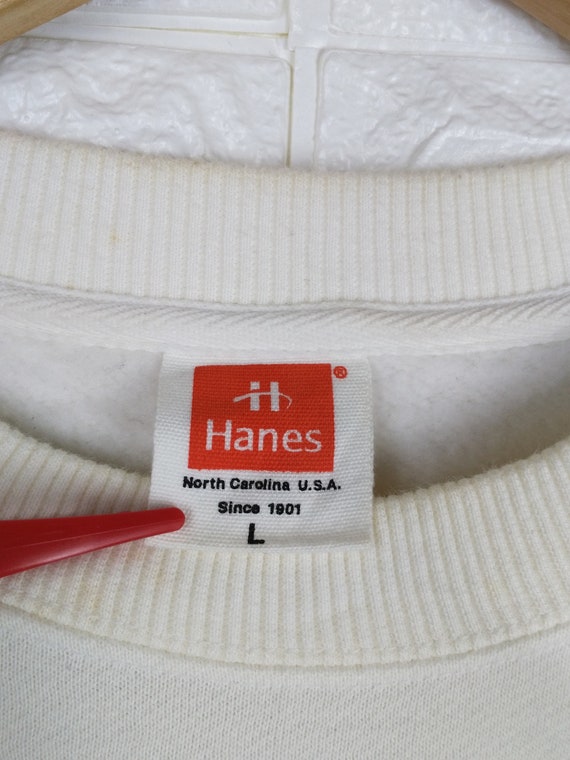 ®
Hanes
North Carolina U.S.A.
Since 1901
L